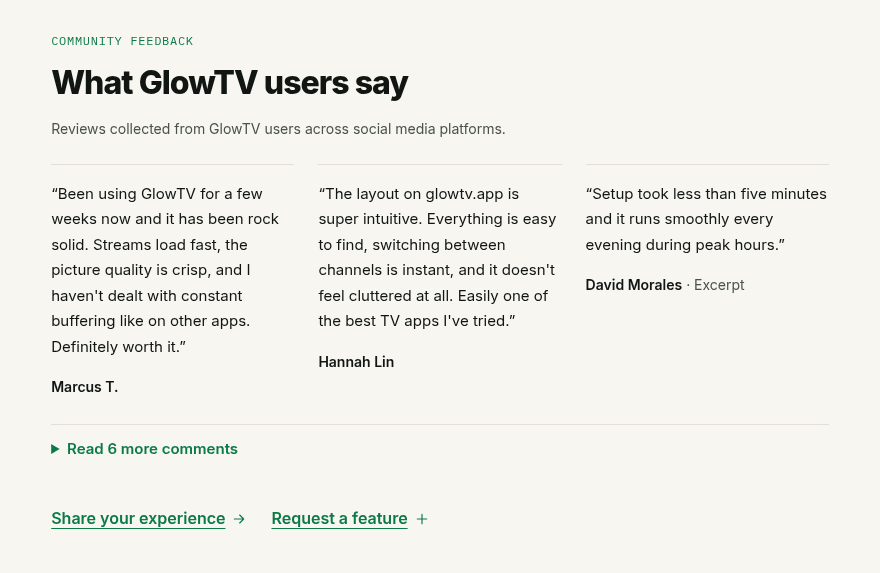 COMMUNITY FEEDBACK
What GlowTV users say
Reviews collected from GlowTV users across social media platforms.
“Been using GlowTV for a few
weeks now and it has been rock
solid. Streams load fast, the
picture quality is crisp, and I
haven't dealt with constant
buffering like on other apps.
Definitely worth it.”
Marcus T.
“The layout on glowtv.app is
super intuitive. Everything is easy
to find, switching between
channels is instant, and it doesn't
feel cluttered at all. Easily one of
the best TV apps I've tried.”
Hannah Lin
“Setup took less than five minutes
and it runs smoothly every
evening during peak hours.”
David Morales · Excerpt
Read 6 more comments
Share your experience →
Request a feature +